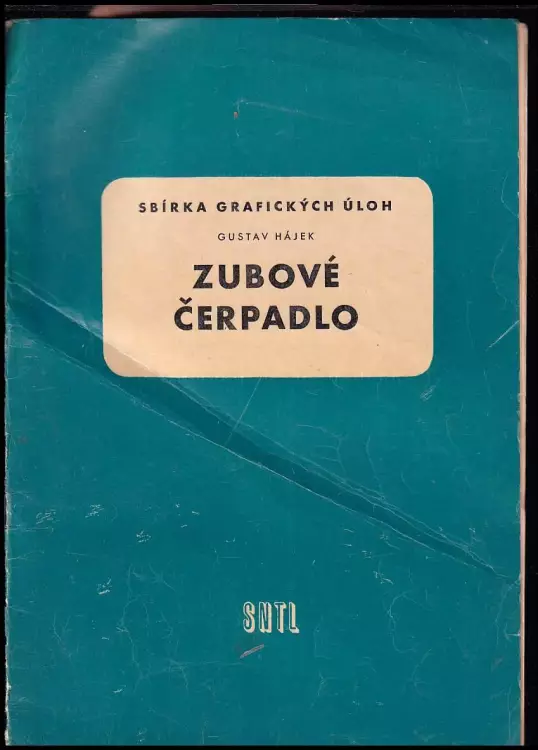 SBÍRKA GRAFICKÝCH ÚLOH
GUSTAV HÁJEK
ZUBOVÉ
ČERPADLO
SNTL